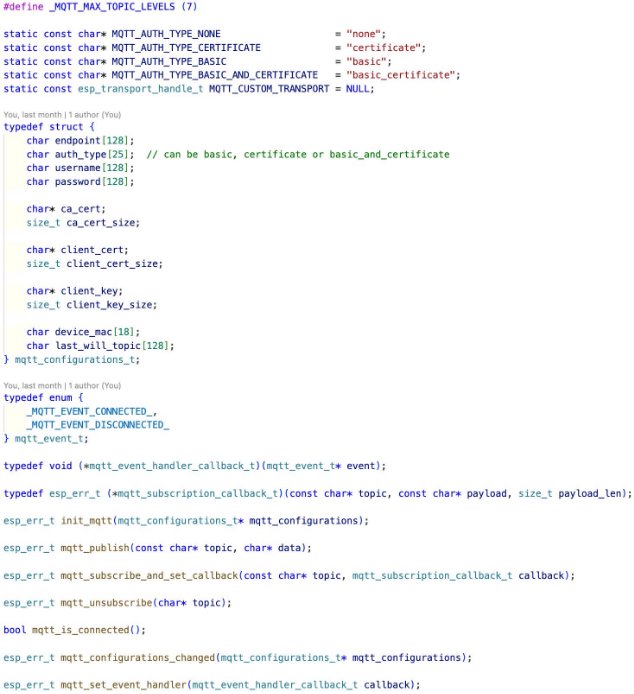 #define _MQTT_MAX_TOPIC_LEVELS (7)
static const char* MQTT_AUTH_TYPE_NONE = "none";
static const char* MQTT_AUTH_TYPE_CERTIFICATE = "certificate";
static const char* MQTT_AUTH_TYPE_BASIC = "basic";
static const char* MQTT_AUTH_TYPE_BASIC_AND_CERTIFICATE = "basic_certificate";
static const esp_transport_handle_t MQTT_CUSTOM_TRANSPORT = NULL;
You, last month | 1 author (You)
typedef struct {
char endpoint[128];
char auth_type[25]; // can be basic, certificate or basic_and_certificate
char username[128];
char password[128];
char* ca_cert;
size_t ca_cert_size;
char* client_cert;
size_t client_cert_size;
char* client_key;
size_t client_key_size;
char device_mac[18];
char last_will_topic[128];
} mqtt_configurations_t;
You, last month | 1 author (You)
typedef enum {
_MQTT_EVENT_CONNECTED_,
_MQTT_EVENT_DISCONNECTED_
} mqtt_event_t;
typedef void (*mqtt_event_handler_callback_t)(mqtt_event_t* event);
typedef esp_err_t (*mqtt_subscription_callback_t)(const char* topic, const char* payload, size_t payload_len);
esp_err_t init_mqtt(mqtt_configurations_t* mqtt_configurations);
esp_err_t mqtt_publish(const char* topic, char* data);
esp_err_t mqtt_subscribe_and_set_callback(const char* topic, mqtt_subscription_callback_t callback);
esp_err_t mqtt_unsubscribe(char* topic);
bool mqtt_is_connected();
esp_err_t mqtt_configurations_changed(mqtt_configurations_t* mqtt_configurations);
esp_err_t mqtt_set_event_handler(mqtt_event_handler_callback_t callback);